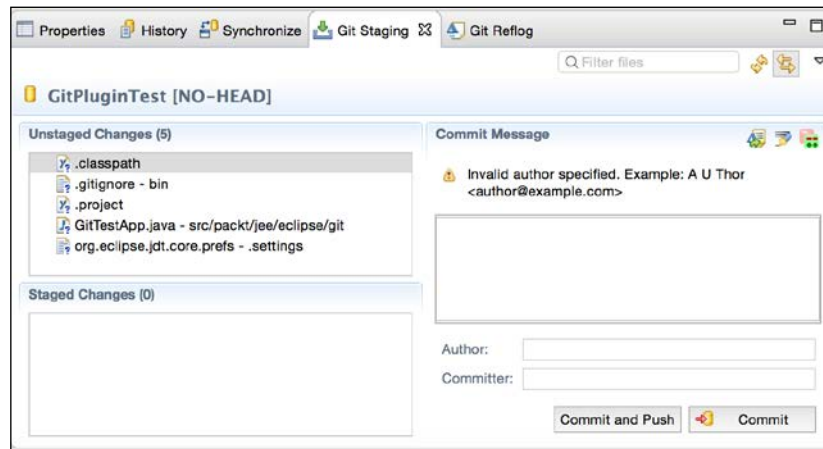 Properties History Synchronize Git Staging Git Reflog
Filter files
GitPluginTest [NO-HEAD]
Unstaged Changes (5)
.classpath
.gitignore - bin
.project
GitTestApp.java - src/packt/jee/eclipse/git
org.eclipse.jdt.core.prefs - .settings
Staged Changes (0)
Commit Message
Invalid author specified. Example: A U Thor
<author@example.com>
Author:
Committer:
Commit and Push Commit